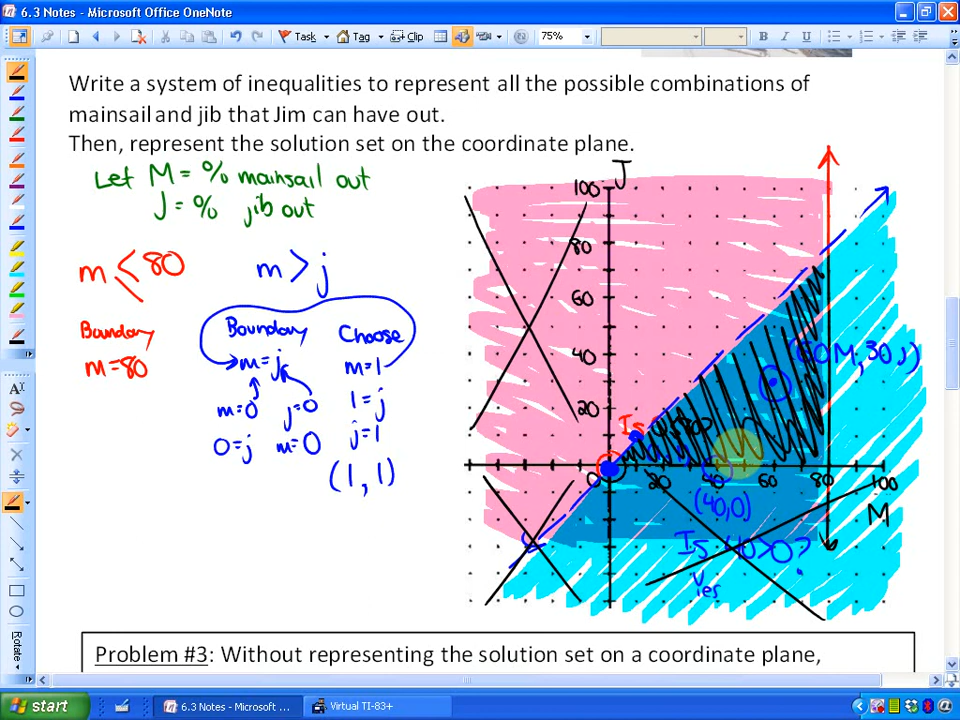 6.3 Notes - Microsoft Office OneNote
Task
Tag
Clip
75%
B I U
Write a system of inequalities to represent all the possible combinations of
mainsail and jib that Jim can have out.
Then, represent the solution set on the coordinate plane.
Let M = % mainsail out
J = % jib out
m ≤ 80
m > j
Boundary
m = 80
Boundary
m = j
m = 0
j = 0
0 = j
m = 0
Choose
m = 1
1 = j
j = 1
(1, 1)
J
100
80
60
40
20
0
20
40
60
80
100
M
Is
(60M, 30J)
(40,0)
Is 40>0?
Yes
Problem #3: Without representing the solution set on a coordinate plane,
A
Rotate
start
6.3 Notes - Microsoft ...
Virtual TI-83+